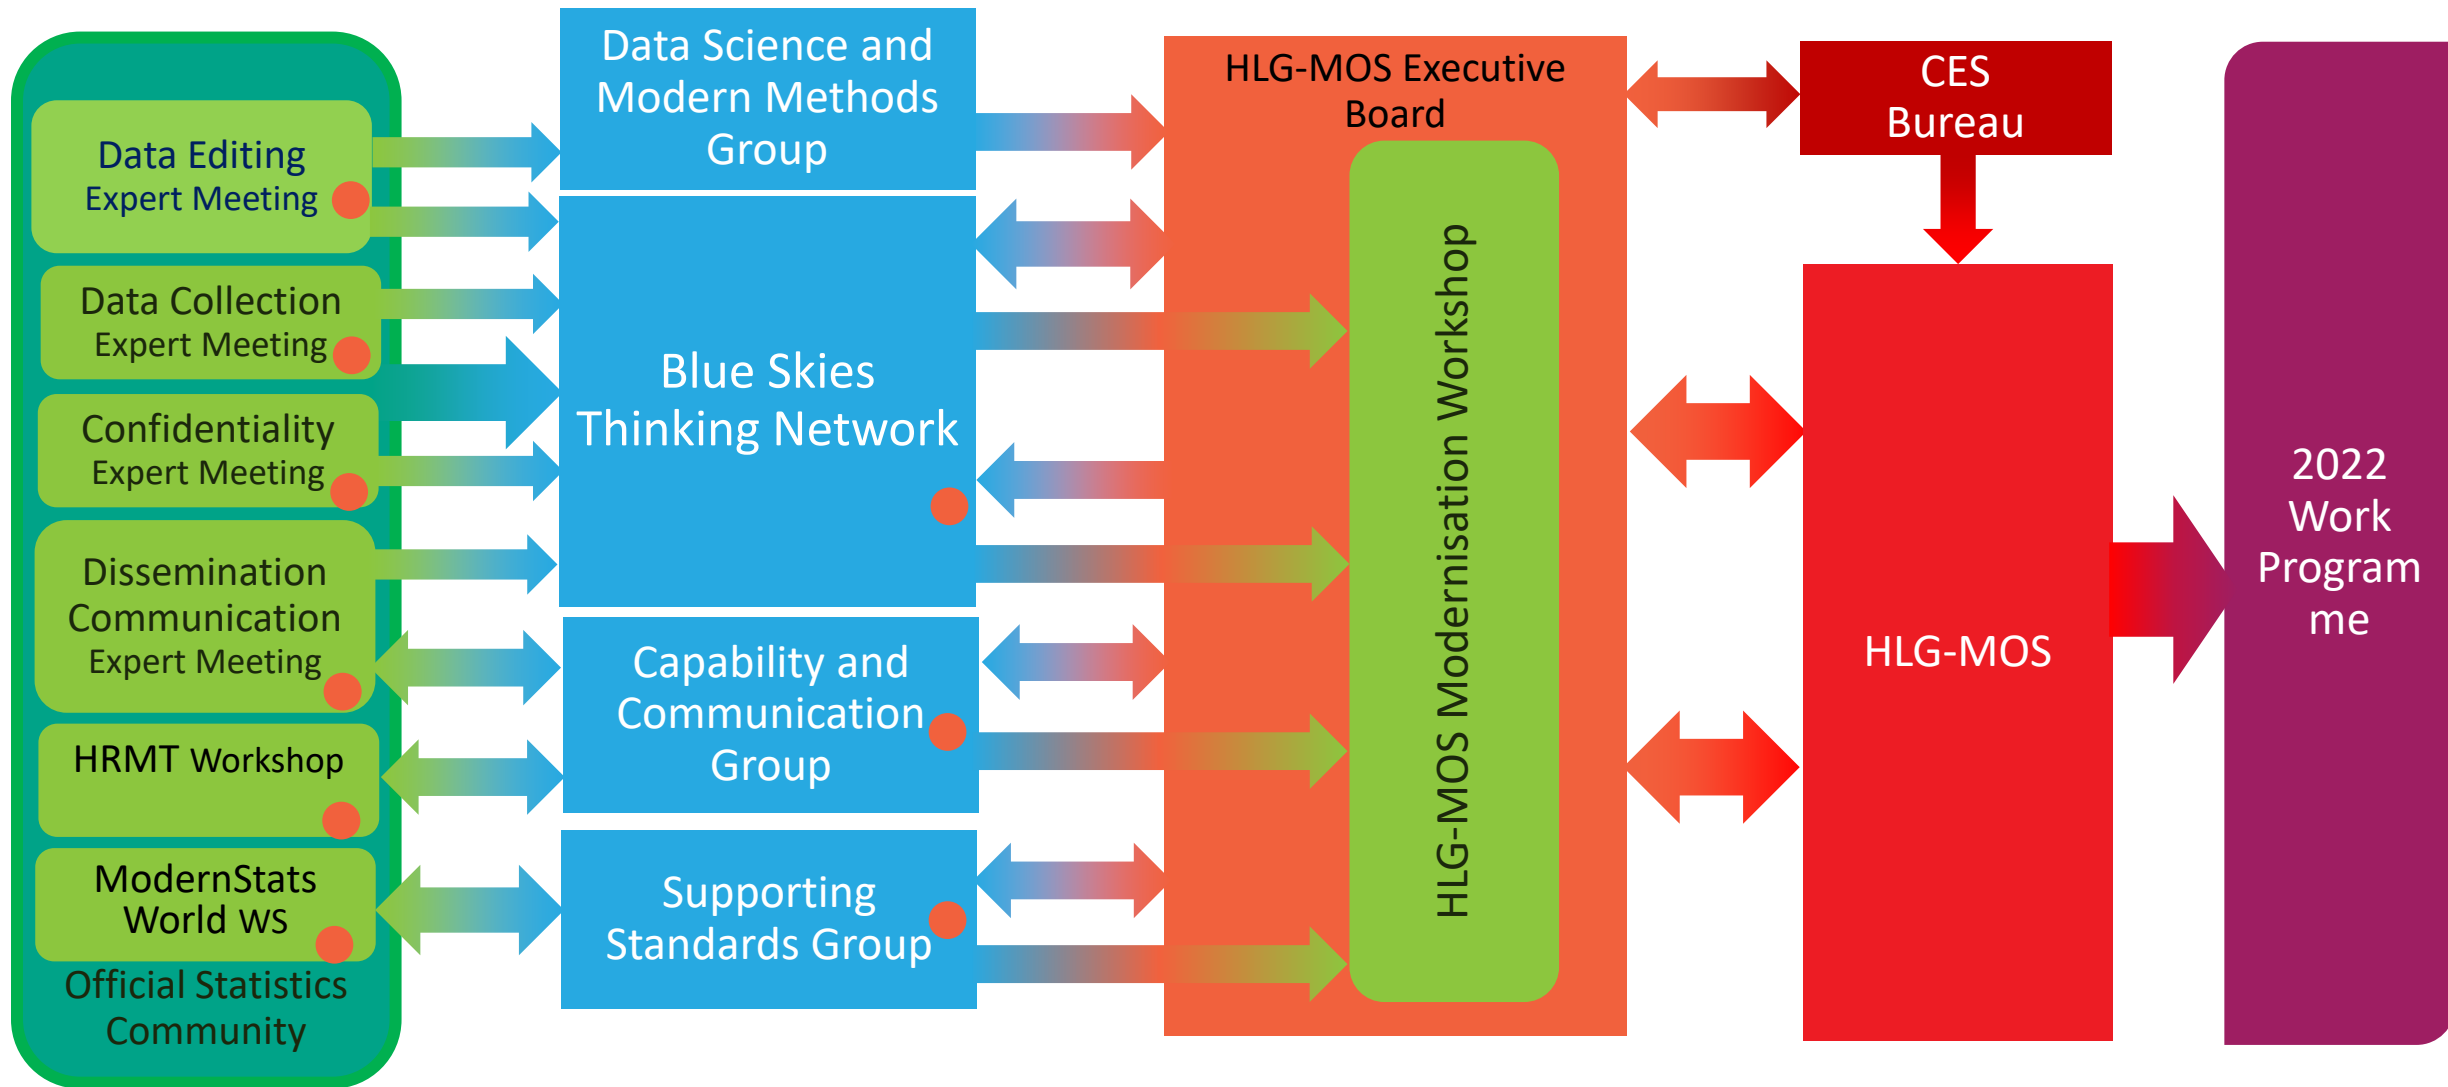 Data Editing
Expert Meeting
Data Collection
Expert Meeting
Confidentiality
Expert Meeting
Dissemination
Communication
Expert Meeting
HRMT Workshop
ModernStats
World WS
Official Statistics
Community
Data Science and
Modern Methods
Group
Blue Skies
Thinking Network
Capability and
Communication
Group
Supporting
Standards Group
HLG-MOS Executive
Board
HLG-MOS Modernisation Workshop
CES
Bureau
HLG-MOS
2022
Work
Program
me